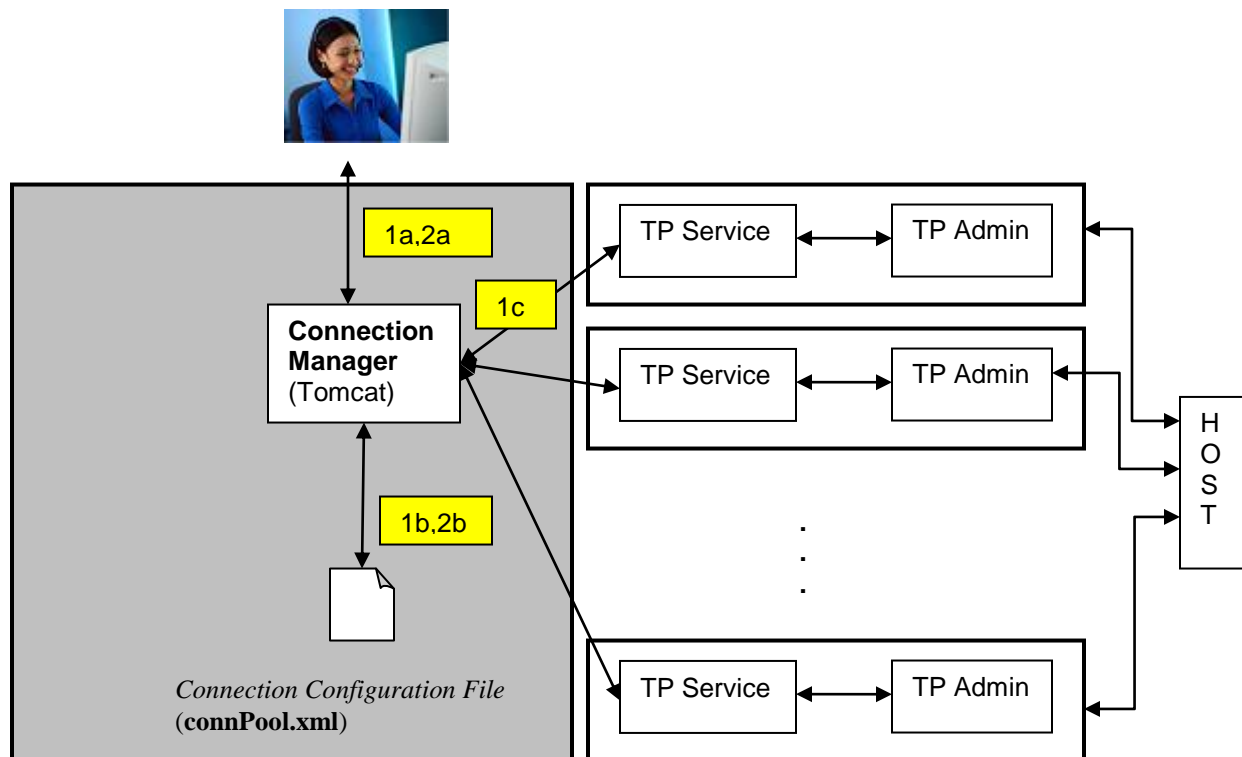 1a,2a
TP Service
TP Admin
1c
Connection
Manager
(Tomcat)
TP Service
TP Admin
H
O
S
T
1b,2b
.
.
.
Connection Configuration File
(connPool.xml)
TP Service
TP Admin